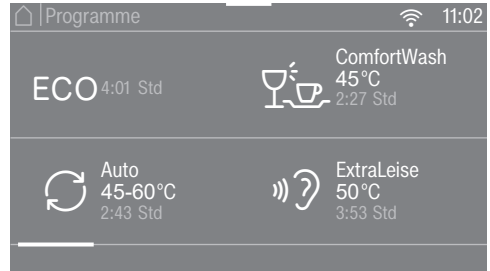 Programme 11:02
ECO 4:01 Std
ComfortWash
45°C
2:27 Std
Auto
45-60°C
2:43 Std
ExtraLeise
50°C
3:53 Std